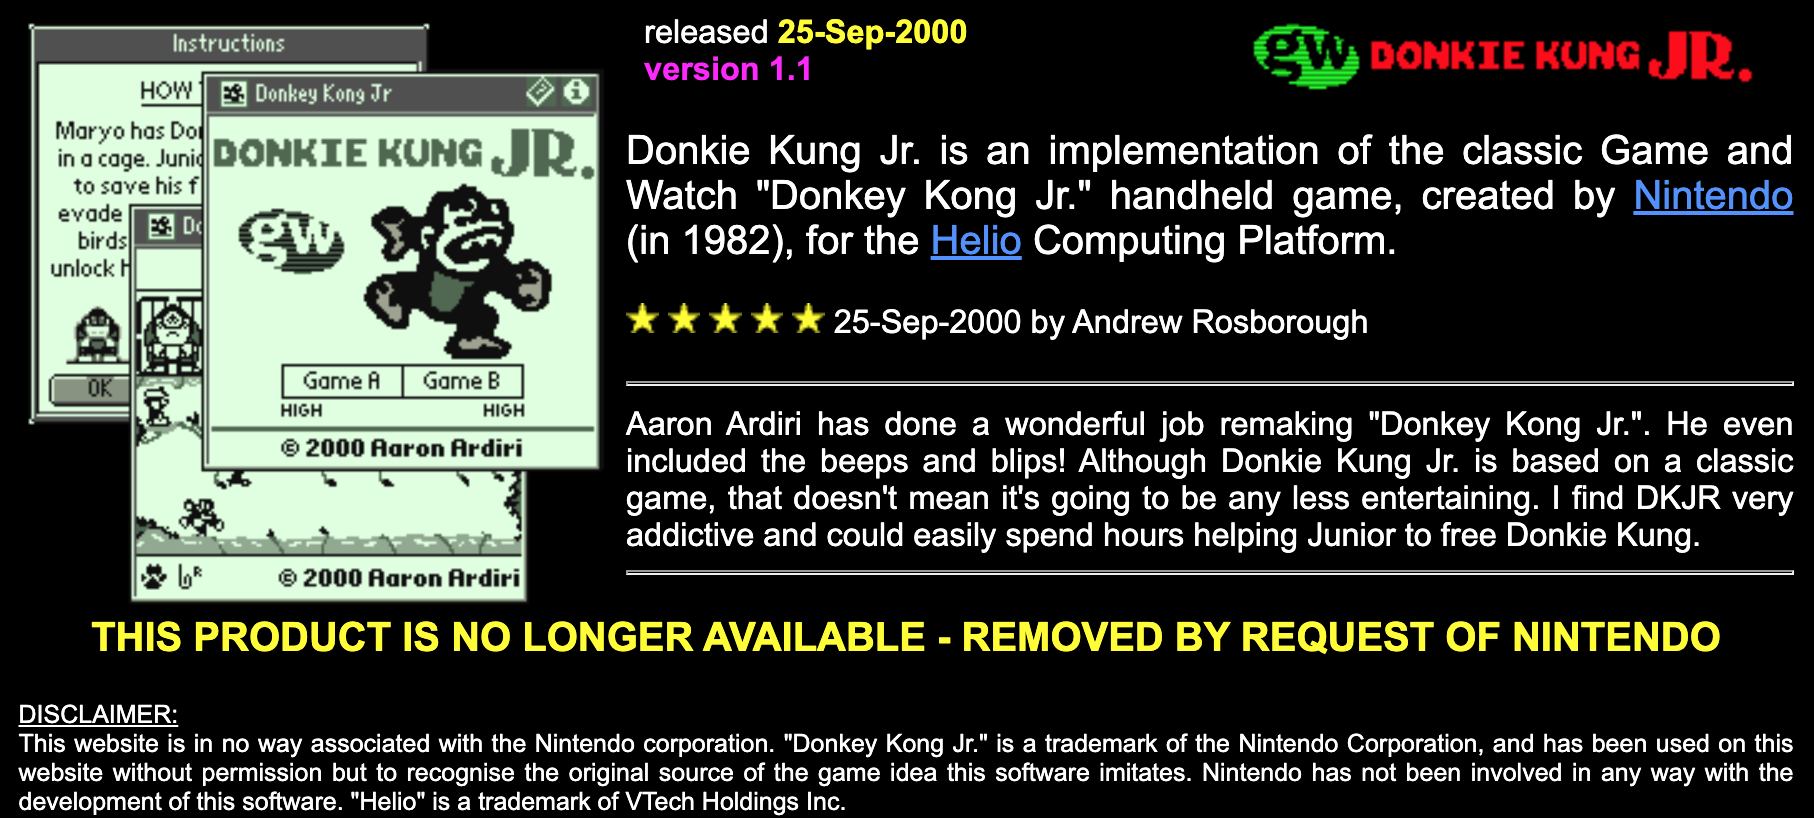 Instructions
HOW
Maryo has Do
in a cage. Juni
to save his f
evade
birds
unlock h
OK
Donkey Kong Jr
DONKIE KUNG JR.
gw
Game A Game B
HIGH HIGH
© 2000 Aaron Ardiri
© 2000 Aaron Ardiri
released 25-Sep-2000
version 1.1
gw DONKIE KUNG JR.
Donkie Kung Jr. is an implementation of the classic Game and
Watch "Donkey Kong Jr." handheld game, created by Nintendo
(in 1982), for the Helio Computing Platform.
25-Sep-2000 by Andrew Rosborough
Aaron Ardiri has done a wonderful job remaking "Donkey Kong Jr.". He even
included the beeps and blips! Although Donkie Kung Jr. is based on a classic
game, that doesn't mean it's going to be any less entertaining. I find DKJR very
addictive and could easily spend hours helping Junior to free Donkie Kung.
THIS PRODUCT IS NO LONGER AVAILABLE - REMOVED BY REQUEST OF NINTENDO
DISCLAIMER:
This website is in no way associated with the Nintendo corporation. "Donkey Kong Jr." is a trademark of the Nintendo Corporation, and has been used on this
website without permission but to recognise the original source of the game idea this software imitates. Nintendo has not been involved in any way with the
development of this software. "Helio" is a trademark of VTech Holdings Inc.